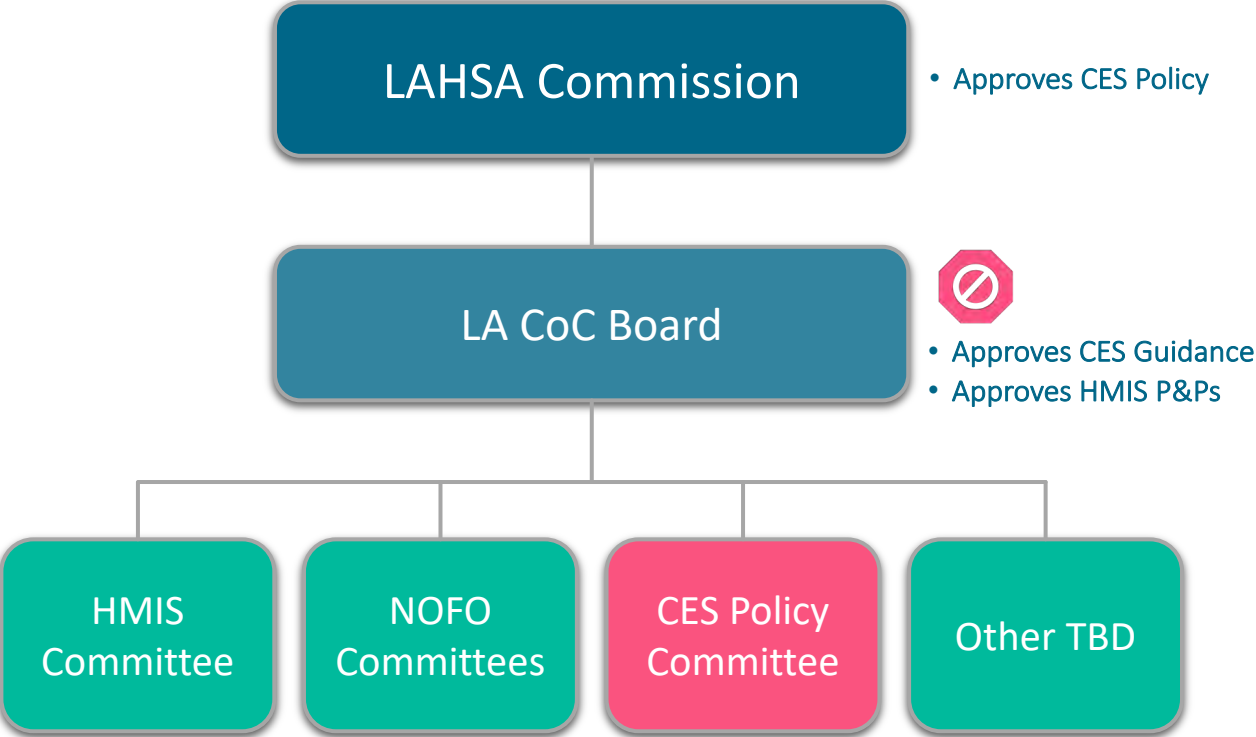 LAHSA Commission
• Approves CES Policy
LA CoC Board
• Approves CES Guidance
• Approves HMIS P&Ps
HMIS
Committee
NOFO
Committees
CES Policy
Committee
Other TBD